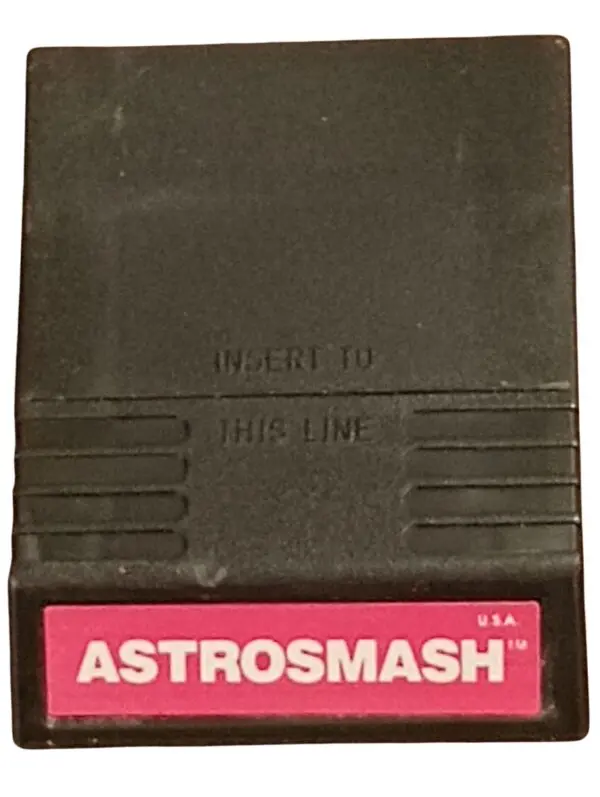 INSERT TO
THIS LINE
U.S.A.
ASTROSMASH™